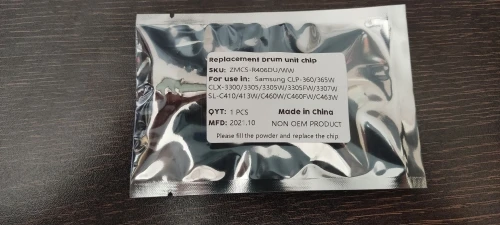 Replacement Drum unit chip
SKU: ZMCS-R406DU/WW
For use in: Samsung CLP-360/365W
CLX-3300/3305/3305W/3305FW/3307W
SL-C410/413W/C460W/C460FW/C463W
QYT: 1 PCS Made in China
MFD: 2021.10 NON OEM PRODUCT
Please fill the powder and replace the chip